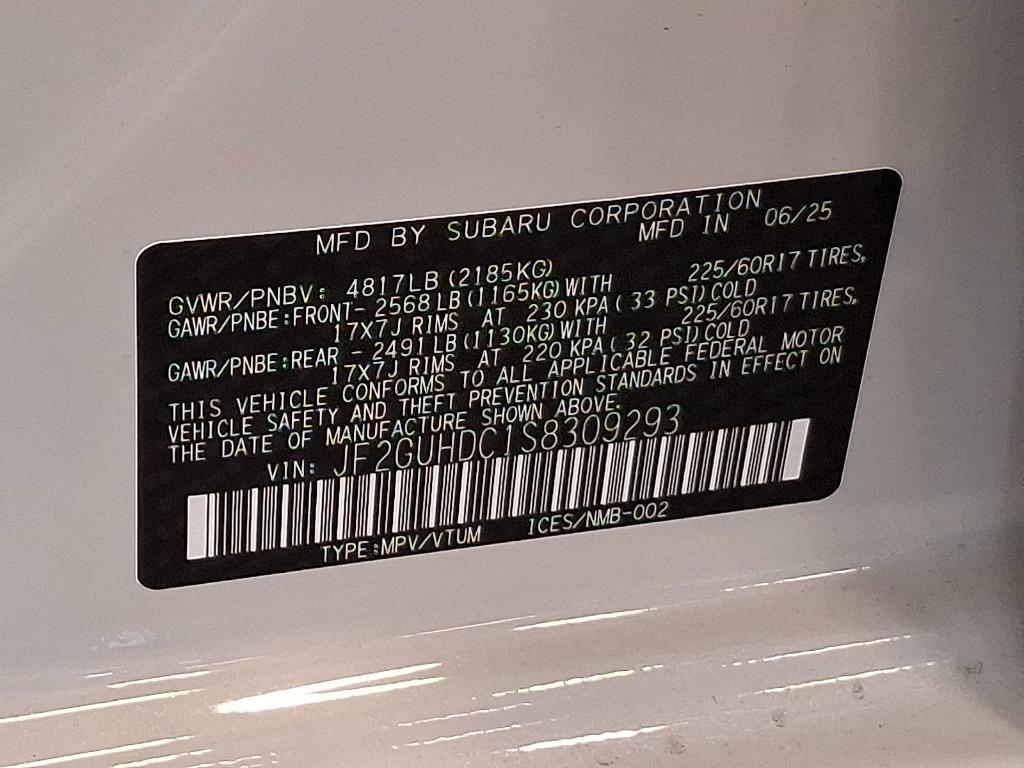 MFD BY SUBARU CORPORATION
MFD IN 06/25
GVWR/PNBV: 4817LB (2185KG)
GAWR/PNBE:FRONT- 2568 LB (1165KG) WITH 225/60R17 TIRES,
17X7J RIMS AT 230 KPA ( 33 PSI) COLD
GAWR/PNBE:REAR - 2491 LB (1130KG) WITH 225/60R17 TIRES,
17X7J RIMS AT 220 KPA ( 32 PSI) COLD
THIS VEHICLE CONFORMS TO ALL APPLICABLE FEDERAL MOTOR
VEHICLE SAFETY AND THEFT PREVENTION STANDARDS IN EFFECT ON
THE DATE OF MANUFACTURE SHOWN ABOVE.
VIN: JF2GUHDC1S8309293
TYPE:MPV/VTUM ICES/NMB-002